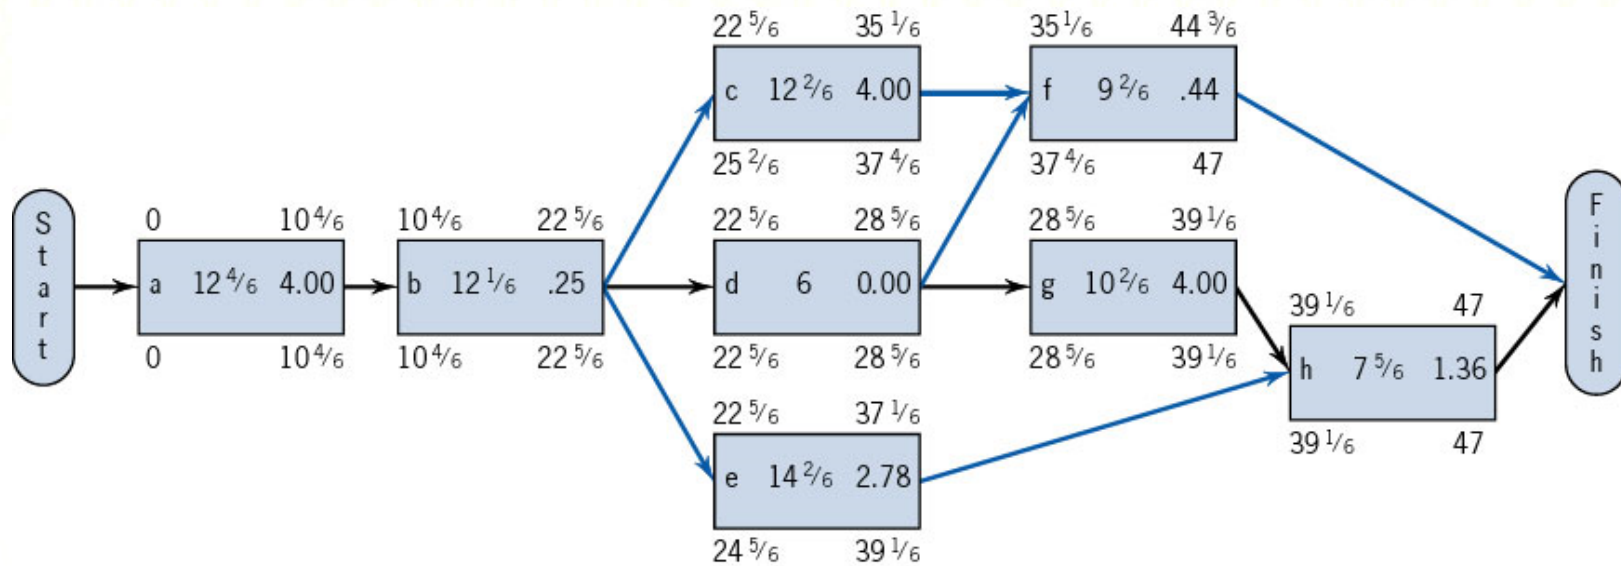 Start
0 10 4/6
a 12 4/6 4.00
0 10 4/6
10 4/6 22 5/6
b 12 1/6 .25
10 4/6 22 5/6
22 5/6 35 1/6
c 12 2/6 4.00
25 2/6 37 4/6
22 5/6 28 5/6
d 6 0.00
22 5/6 28 5/6
22 5/6 37 1/6
e 14 2/6 2.78
24 5/6 39 1/6
35 1/6 44 3/6
f 9 2/6 .44
37 4/6 47
28 5/6 39 1/6
g 10 2/6 4.00
28 5/6 39 1/6
39 1/6 47
h 7 5/6 1.36
39 1/6 47
Finish